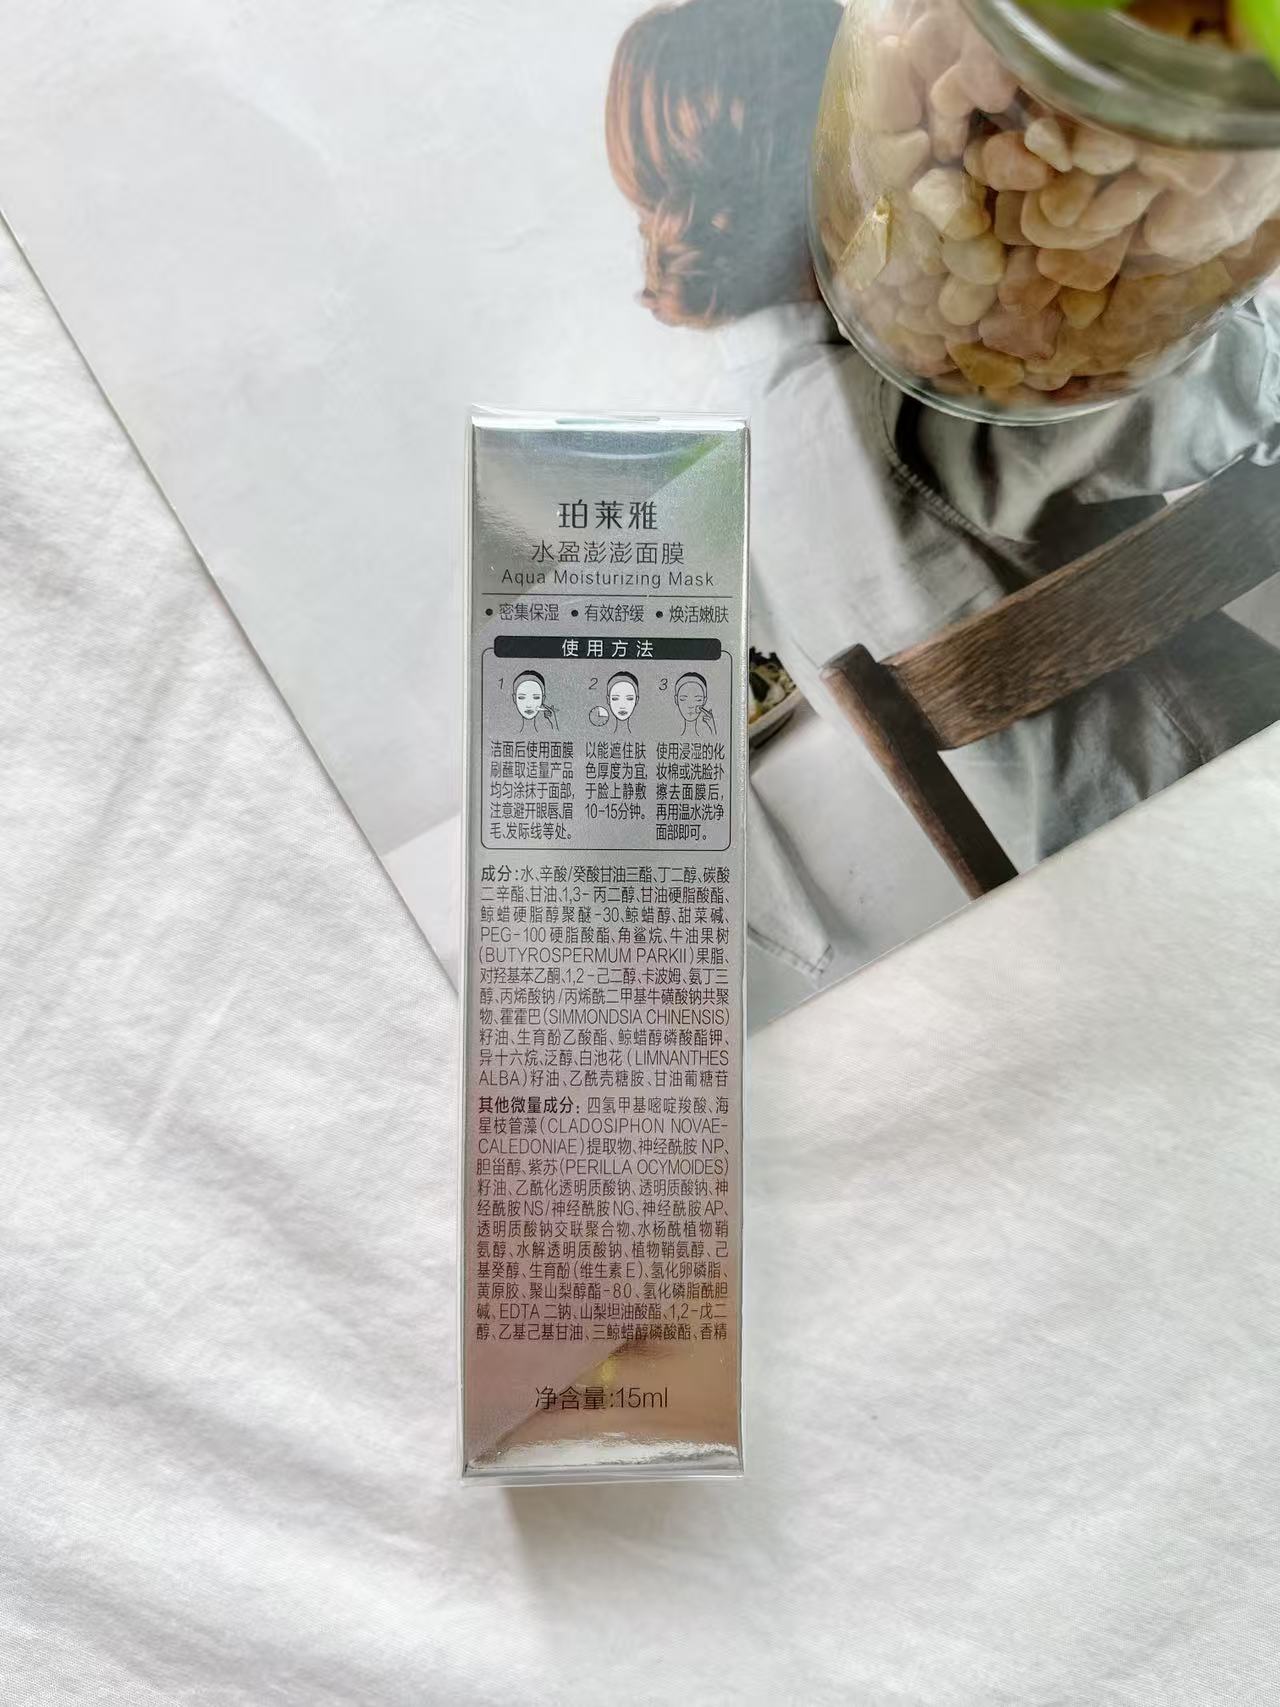 珀莱雅
水盈澎澎面膜
Aqua Moisturizing Mask
•密集保湿 •有效舒缓 •焕活嫩肤
使用方法
1
洁面后使用面膜
刷蘸取适量产品
均匀涂抹于面部,
注意避开眼唇、眉
毛、发际线等处。
2
以能遮住肤
色厚度为宜,
于脸上静敷
10-15分钟。
3
使用浸湿的化
妆棉或洗脸扑
擦去面膜后,
再用温水洗净
面部即可。
成分:水、辛酸/癸酸甘油三酯、丁二醇、碳酸
二辛酯、甘油、1,3-丙二醇、甘油硬脂酸酯、
鲸蜡硬脂醇聚醚-30、鲸蜡醇、甜菜碱、
PEG-100硬脂酸酯、角鲨烷、牛油果树
(BUTYROSPERMUM PARKII)果脂、
对羟基苯乙酮、1,2-己二醇、卡波姆、氨丁三
醇、丙烯酸钠/丙烯酰二甲基牛磺酸钠共聚
物、霍霍巴(SIMMONDSIA CHINENSIS)
籽油、生育酚乙酸酯、鲸蜡醇磷酸酯钾、
异十六烷、泛醇、白池花(LIMNANTHES
ALBA)籽油、乙酰壳糖胺、甘油葡糖苷
其他微量成分:四氢甲基嘧啶羧酸、海
星枝管藻(CLADOSIPHON NOVAE-
CALEDONIAE)提取物、神经酰胺NP、
胆甾醇、紫苏(PERILLA OCYMOIDES)
籽油、乙酰化透明质酸钠、透明质酸钠、神
经酰胺NS/神经酰胺NG、神经酰胺AP、
透明质酸钠交联聚合物、水杨酰植物鞘
氨醇、水解透明质酸钠、植物鞘氨醇、己
基癸醇、生育酚(维生素E)、氢化卵磷脂、
黄原胶、聚山梨醇酯-80、氢化磷脂酰胆
碱、EDTA二钠、山梨坦油酸酯、1,2-戊二
醇、乙基己基甘油、三鲸蜡醇磷酸酯、香精
净含量:15ml